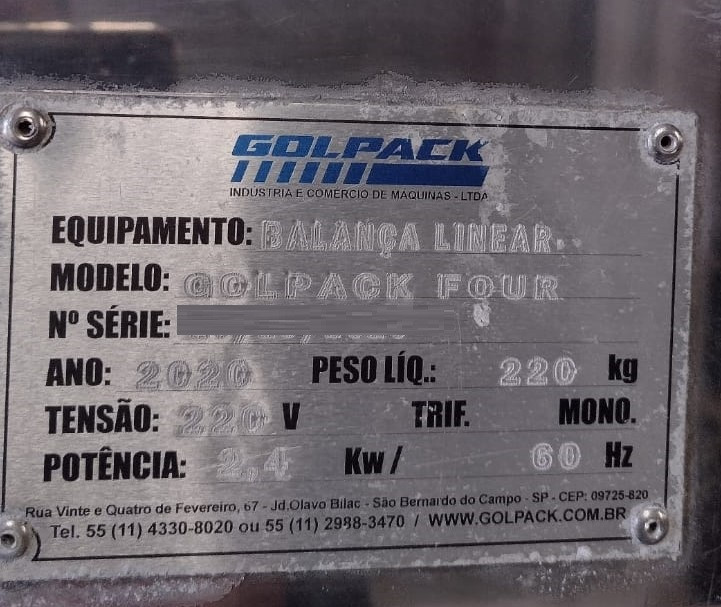 GOLPACK
INDUSTRIA E COMÉRCIO DE MAQUINAS - LTDA
EQUIPAMENTO: BALANÇA LINEAR.
MODELO: GOLPACK FOUR
Nº SÉRIE:
ANO: 2020 PESO LÍQ.: 220 kg
TENSÃO: 220 V TRIF. MONO.
POTÊNCIA: 2,4 Kw / 60 Hz
Rua Vinte e Quatro de Fevereiro, 67 - Jd.Olavo Bilac - São Bernardo do Campo - SP - CEP: 09725-820
Tel. 55 (11) 4330-8020 ou 55 (11) 2988-3470 / WWW.GOLPACK.COM.BR